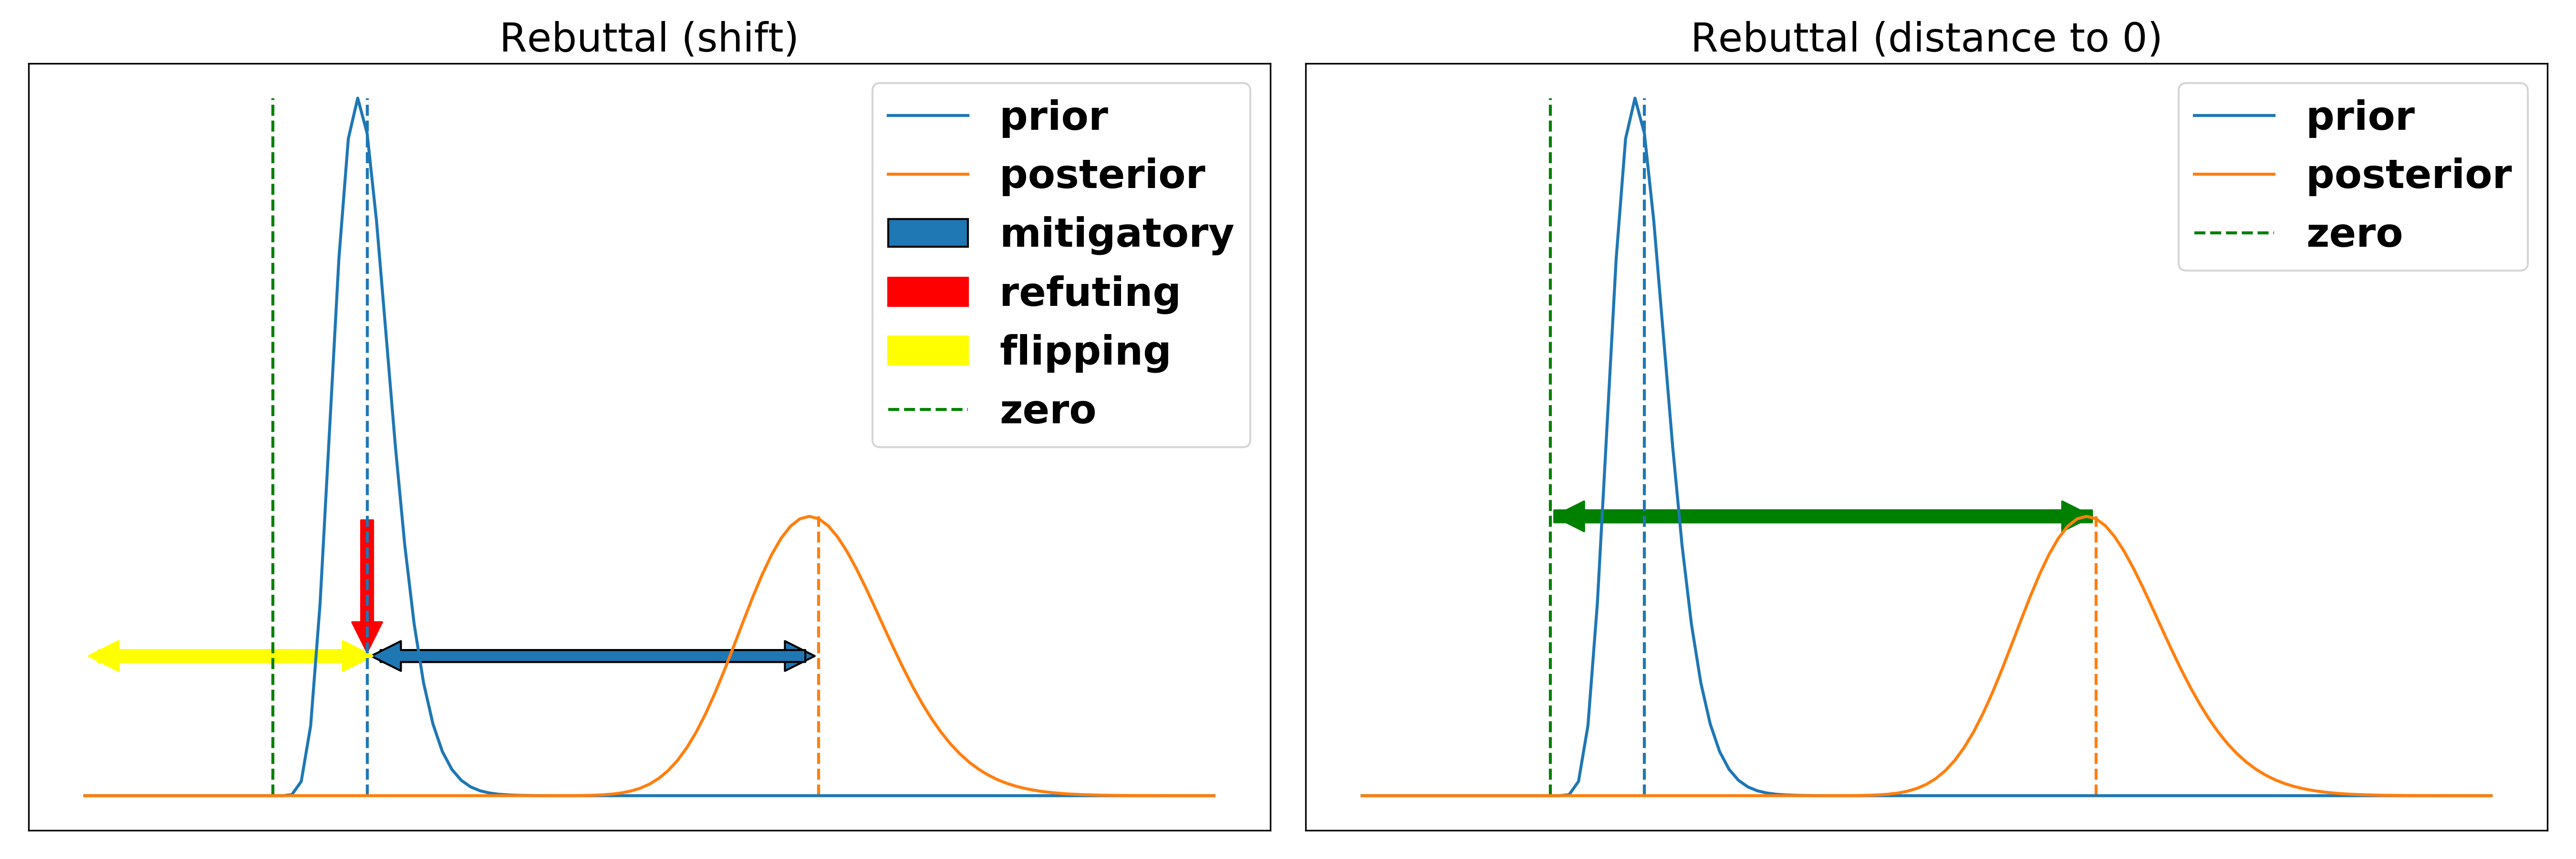 Rebuttal (shift)
prior
posterior
mitigatory
refuting
flipping
zero
Rebuttal (distance to 0)
prior
posterior
zero